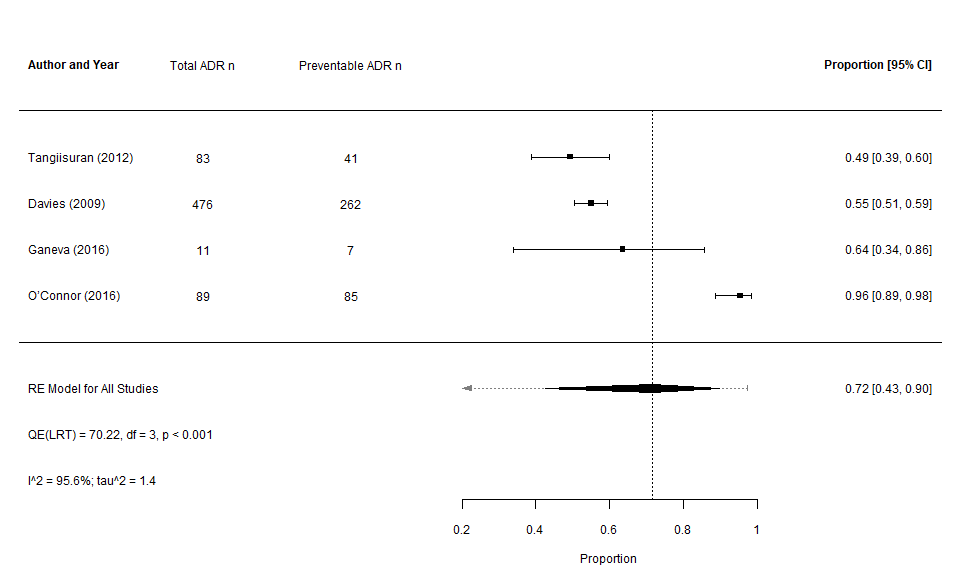 Author and Year Total ADR n Preventable ADR n Proportion [95% CI]
Tangiisuran (2012) 83 41 0.49 [0.39, 0.60]
Davies (2009) 476 262 0.55 [0.51, 0.59]
Ganeva (2016) 11 7 0.64 [0.34, 0.86]
O'Connor (2016) 89 85 0.96 [0.89, 0.98]
RE Model for All Studies 0.72 [0.43, 0.90]
QE(LRT) = 70.22, df = 3, p < 0.001
I^2 = 95.6%; tau^2 = 1.4
0.2 0.4 0.6 0.8 1
Proportion